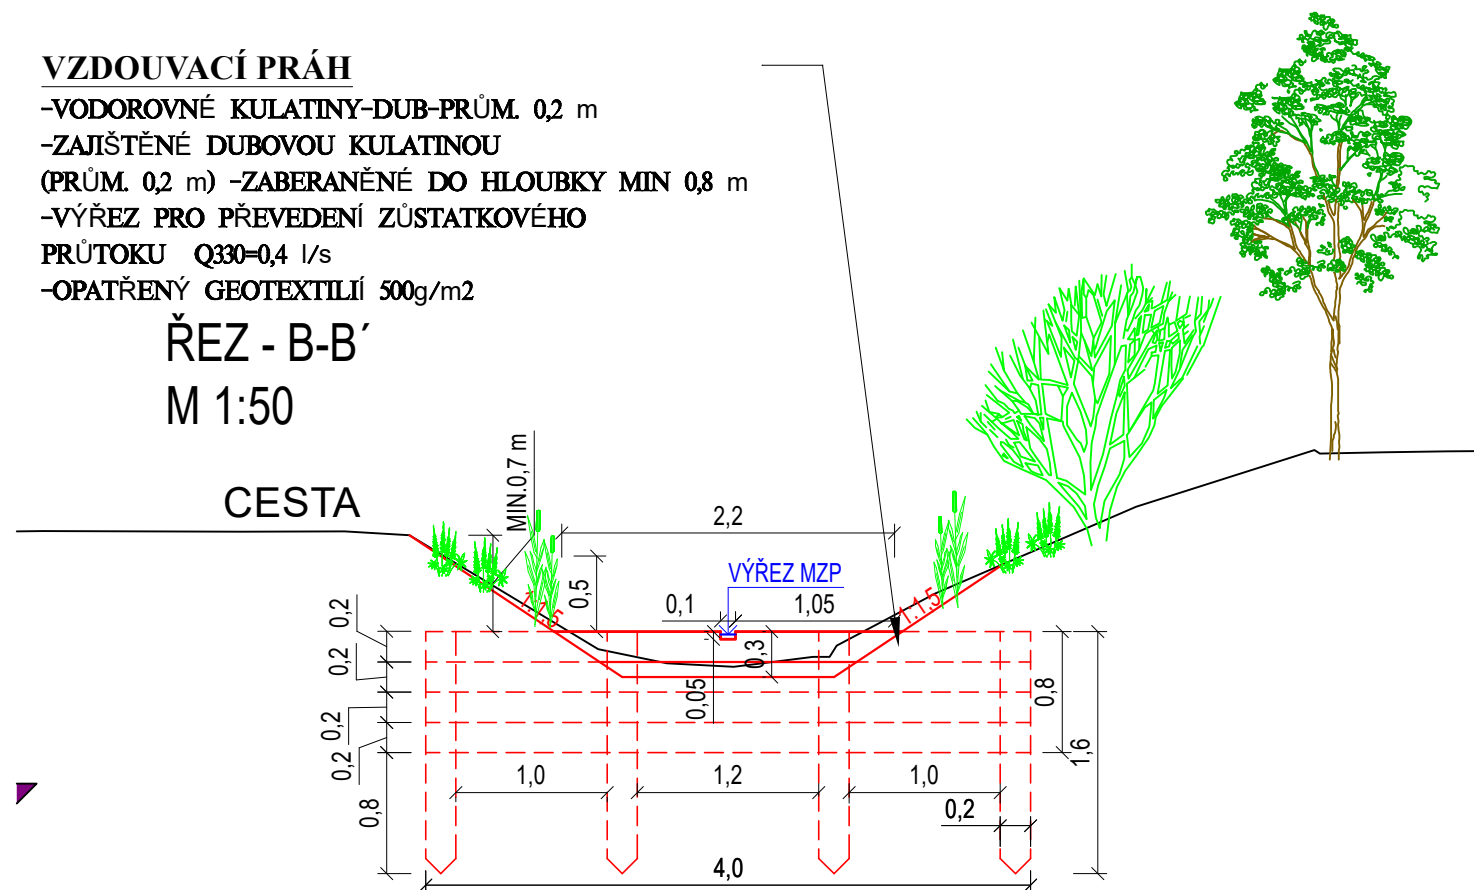 VZDOUVACÍ PRÁH
-VODOROVNÉ KULATINY-DUB-PRŮM. 0,2 m
-ZAJIŠTĚNÉ DUBOVOU KULATINOU
(PRŮM. 0,2 m) -ZABERANĚNÉ DO HLOUBKY MIN 0,8 m
-VÝŘEZ PRO PŘEVEDENÍ ZŮSTATKOVÉHO
PRŮTOKU Q330=0,4 l/s
-OPATŘENÝ GEOTEXTILIÍ 500g/m2
ŘEZ - B-B´
M 1:50
CESTA
MIN.0,7 m
2,2
VÝŘEZ MZP
0,5
0,1
1,05
1:1.5
1:1.5
0,2
0,2
0,2
0,2
0,8
0,3
0,05
0,8
1,6
1,0
1,2
1,0
0,2
4,0